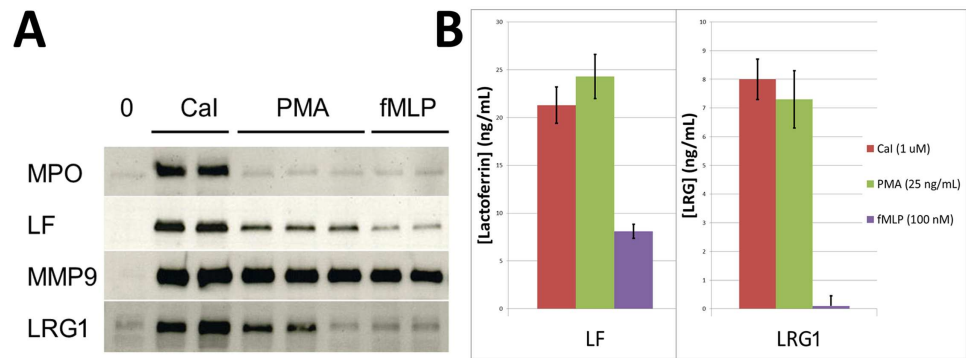 A
0 Cal PMA fMLP
MPO
LF
MMP9
LRG1
B
[Lactoferrin] (ng/mL)
30
25
20
15
10
5
0
LF
[LRG] (ng/mL)
10
9
8
7
6
5
4
3
2
1
0
LRG1
Cal (1 uM)
PMA (25 ng/mL)
fMLP (100 nM)